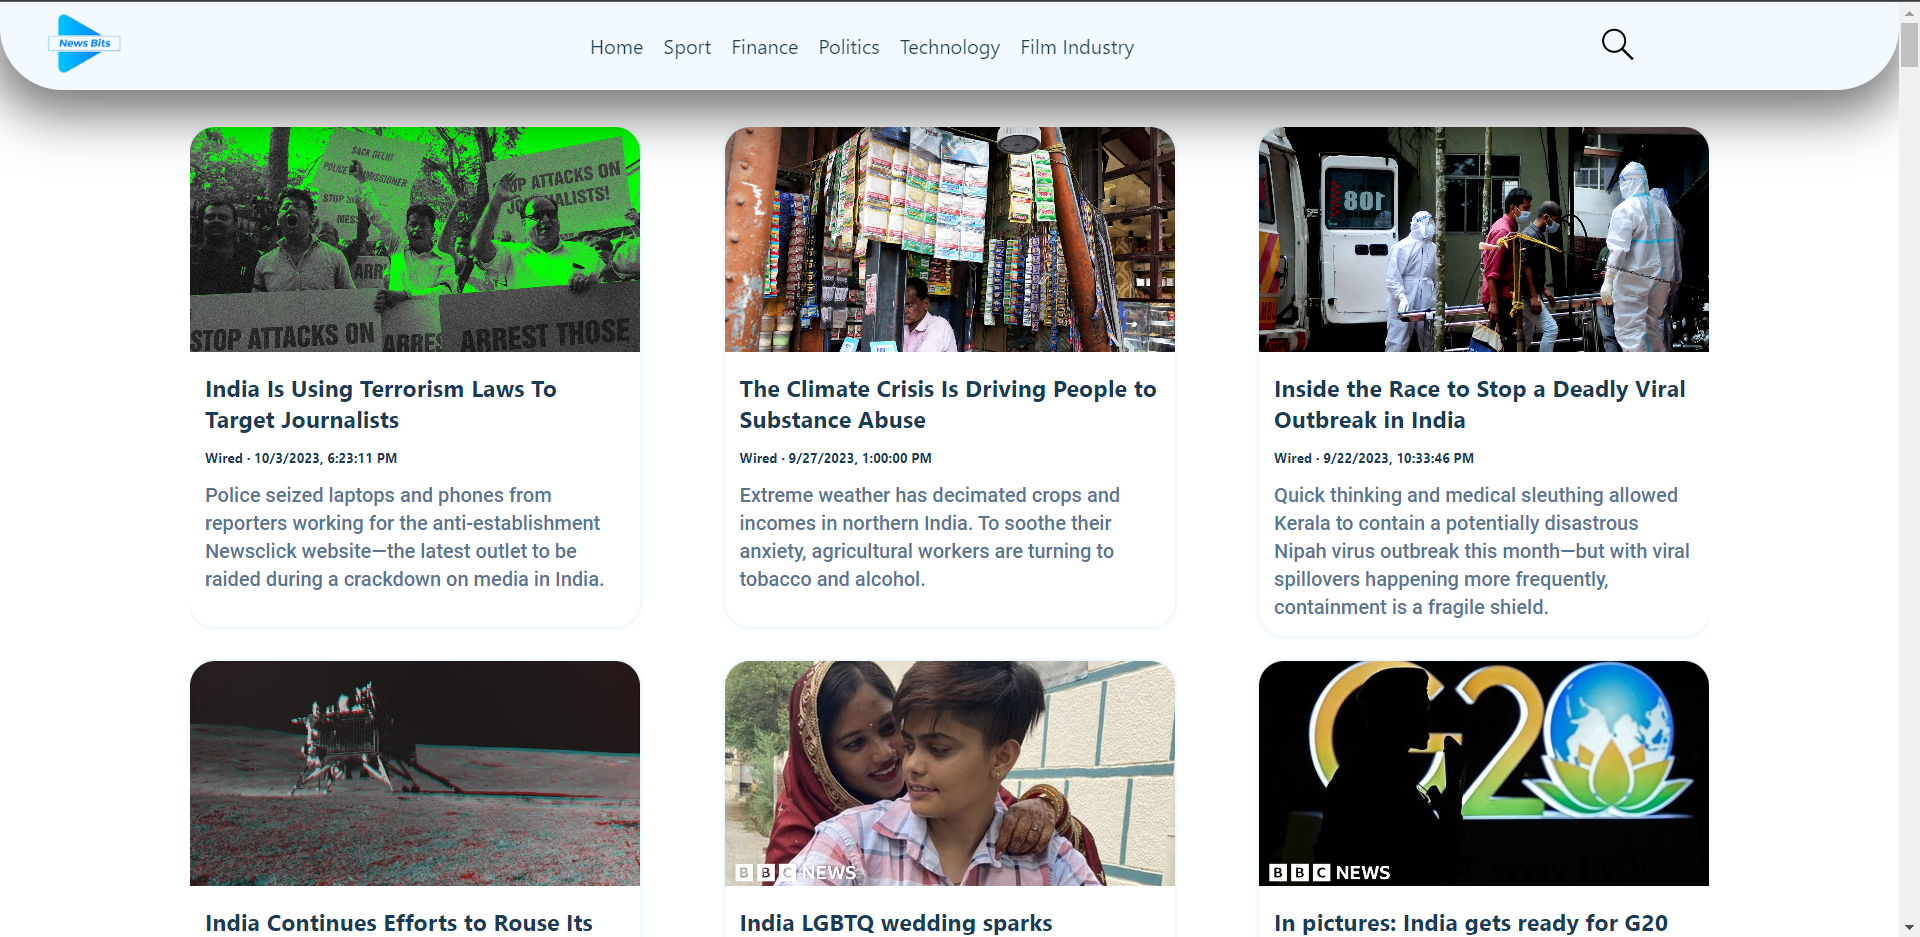 News Bits
Home Sport Finance Politics Technology Film Industry
SACK DELHI
POLICE
STOP
STOP ATTACKS ON
ARREST THOSE
108
India Is Using Terrorism Laws To
Target Journalists
Wired · 10/3/2023, 6:23:11 PM
Police seized laptops and phones from
reporters working for the anti-establishment
Newsclick website—the latest outlet to be
raided during a crackdown on media in India.
The Climate Crisis Is Driving People to
Substance Abuse
Wired · 9/27/2023, 1:00:00 PM
Extreme weather has decimated crops and
incomes in northern India. To soothe their
anxiety, agricultural workers are turning to
tobacco and alcohol.
Inside the Race to Stop a Deadly Viral
Outbreak in India
Wired · 9/22/2023, 10:33:46 PM
Quick thinking and medical sleuthing allowed
Kerala to contain a potentially disastrous
Nipah virus outbreak this month—but with viral
spillovers happening more frequently,
containment is a fragile shield.
BBC NEWS
G20
BBC NEWS
India Continues Efforts to Rouse Its
India LGBTQ wedding sparks
In pictures: India gets ready for G20